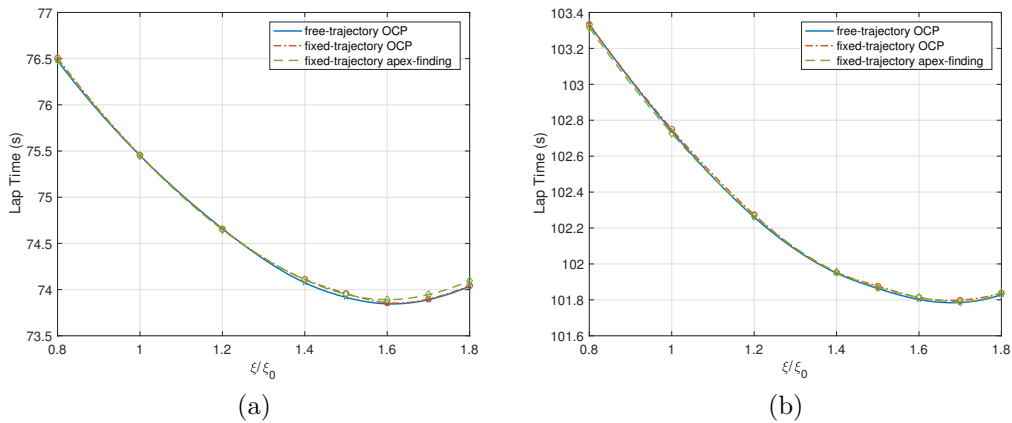 77
76.5
76
75.5
75
74.5
74
73.5
0.8 1 1.2 1.4 1.6 1.8
Lap Time (s)
ξ/ξ0
free-trajectory OCP
fixed-trajectory OCP
fixed-trajectory apex-finding
(a)
103.4
103.2
103
102.8
102.6
102.4
102.2
102
101.8
101.6
0.8 1 1.2 1.4 1.6 1.8
Lap Time (s)
ξ/ξ0
free-trajectory OCP
fixed-trajectory OCP
fixed-trajectory apex-finding
(b)